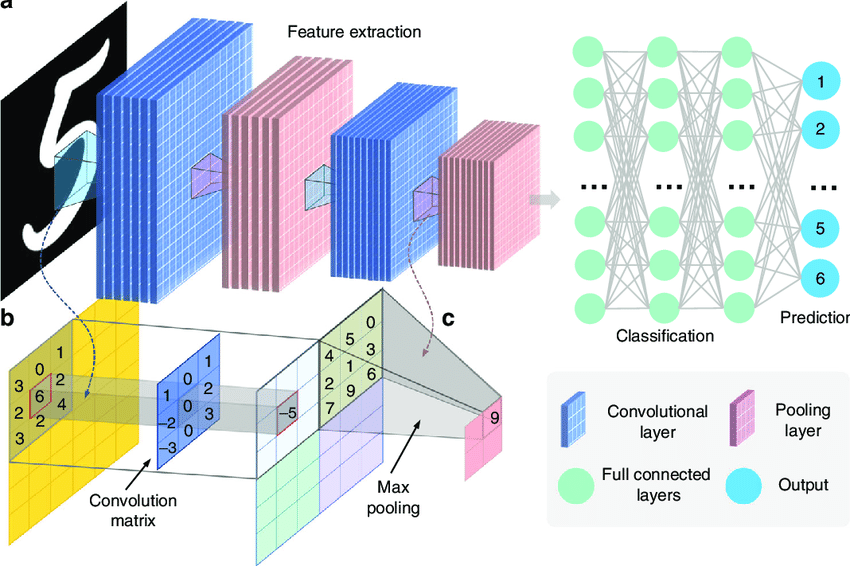 a
Feature extraction
1
2
5
6
Classification
Prediction
b
3 0 1
2 6 2
3 2 4
1 0 1
−2 0 2
−3 0 3
−5
Convolution
matrix
c
4 5 0
2 1 3
7 9 6
9
Max
pooling
Convolutional
layer
Pooling
layer
Full connected
layers
Output